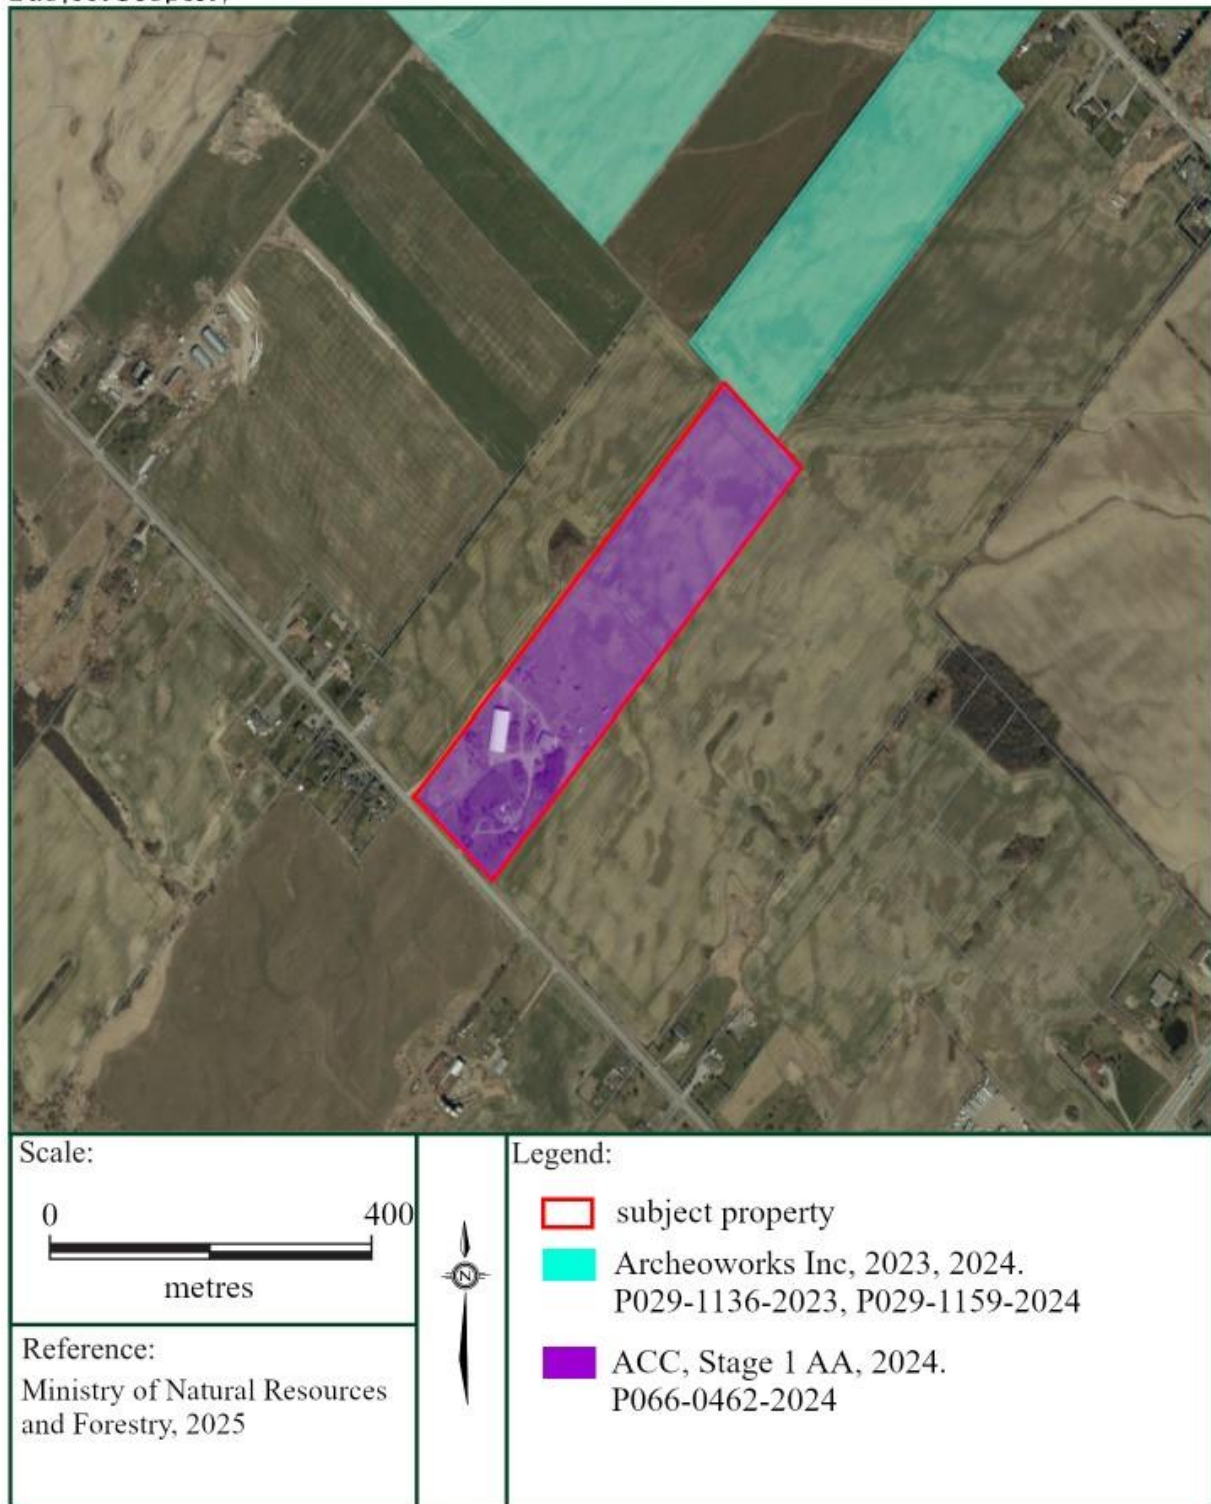 Scale:
0 400
metres
Reference:
Ministry of Natural Resources
and Forestry, 2025
N
Legend:
subject property
Archeoworks Inc, 2023, 2024.
P029-1136-2023, P029-1159-2024
ACC, Stage 1 AA, 2024.
P066-0462-2024